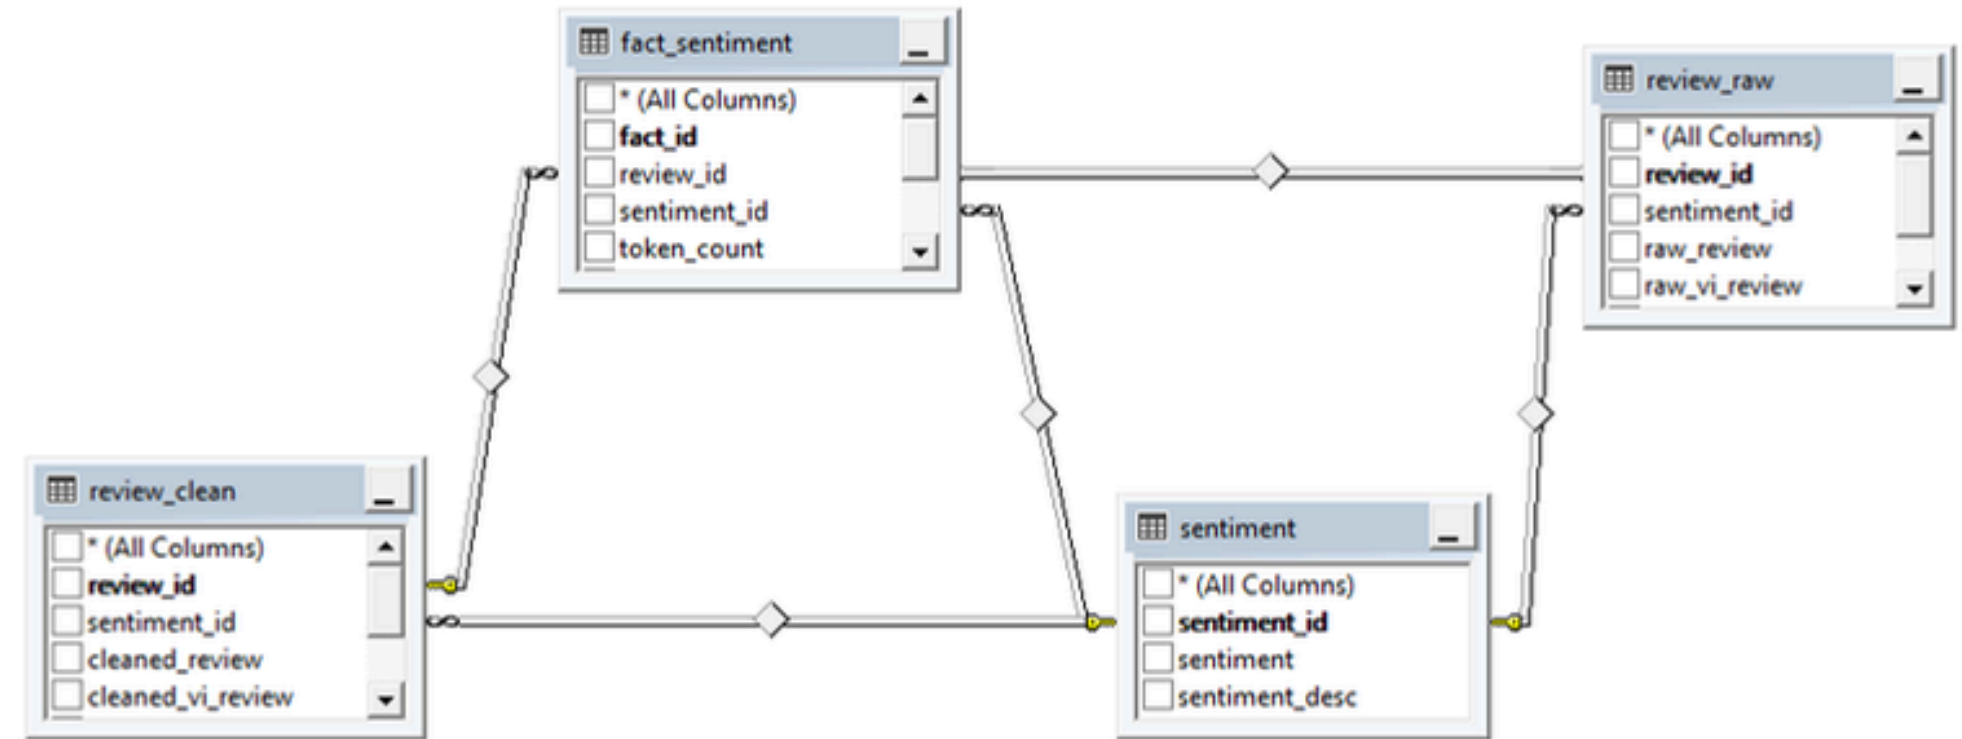 fact_sentiment
* (All Columns)
fact_id
review_id
sentiment_id
token_count
review_raw
* (All Columns)
review_id
sentiment_id
raw_review
raw_vi_review
review_clean
* (All Columns)
review_id
sentiment_id
cleaned_review
cleaned_vi_review
sentiment
* (All Columns)
sentiment_id
sentiment
sentiment_desc